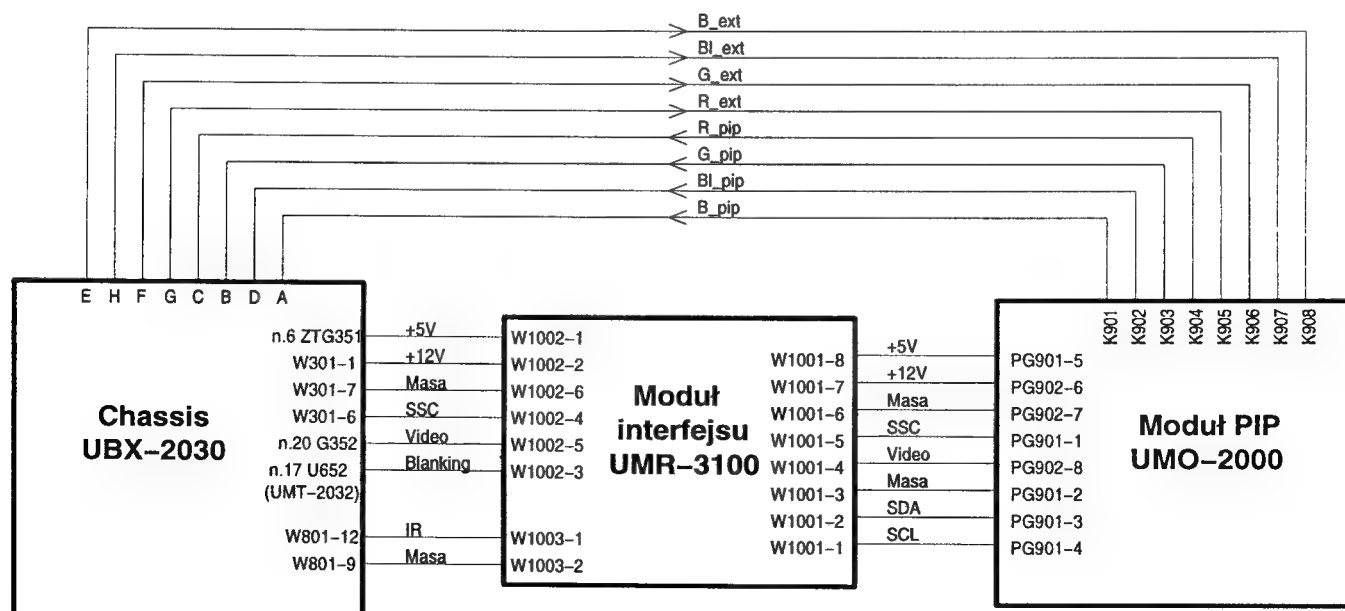 B_ext
Bl_ext
G_ext
R_ext
R_pip
G_pip
Bl_pip
B_pip
E H F G C B D A
K901 K902 K903 K904 K905 K906 K907 K908
Chassis
UBX–2030
n.6 ZTG351 +5V W1002–1
W301–1 +12V W1002–2
W301–7 Masa W1002–6
W301–6 SSC W1002–4
n.20 G352 Video W1002–5
n.17 U652 Blanking W1002–3
(UMT–2032)
W801–12 IR W1003–1
W801–9 Masa W1003–2
Moduł
interfejsu
UMR–3100
W1001–8 +5V PG901–5
W1001–7 +12V PG902–6
W1001–6 Masa PG902–7
W1001–5 SSC PG901–1
W1001–4 Video PG902–8
W1001–3 Masa PG901–2
W1001–2 SDA PG901–3
W1001–1 SCL PG901–4
Moduł PIP
UMO–2000